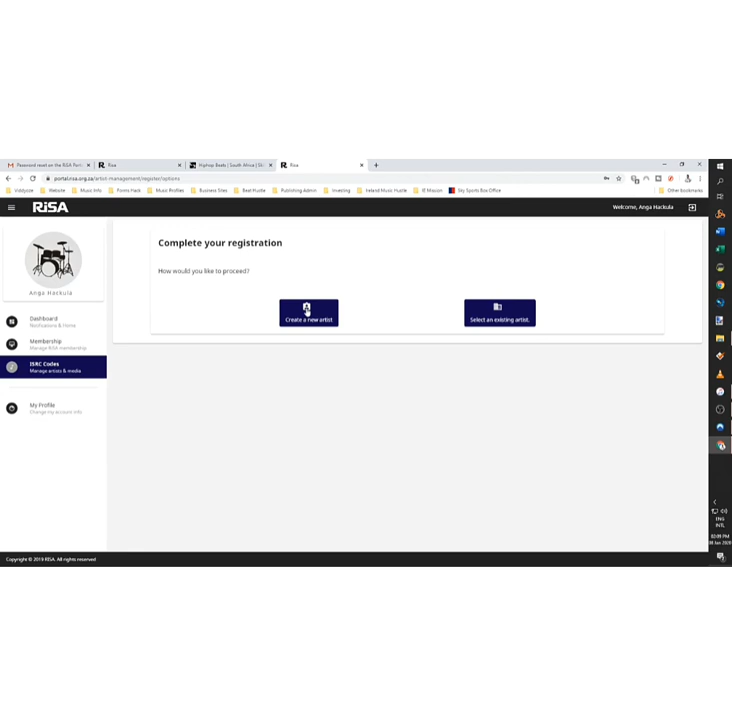 Password reset on the RiSA Port
Risa
Hiphop Beats | South Africa | Sli
Risa
portal.risa.org.za/artist-management/register/options
Website
Music Info
Forms Hack
Music Profiles
Business Sites
Beat Hustle
Publishing Admin
Investing
Ireland Music Hustle
IE Mission
Sky Sports Box Office
Other bookmarks
RiSA
Welcome, Anga Hackula
Anga Hackula
Dashboard
Notifications & Home
Membership
Manage RiSA membership
ISRC Codes
Manage artists & media
My Profile
Change my account info
Complete your registration
How would you like to proceed?
Create a new artist
Select an existing artist.
Copyright © 2019 RISA. All rights reserved
ENG
INTL
02:09 PM